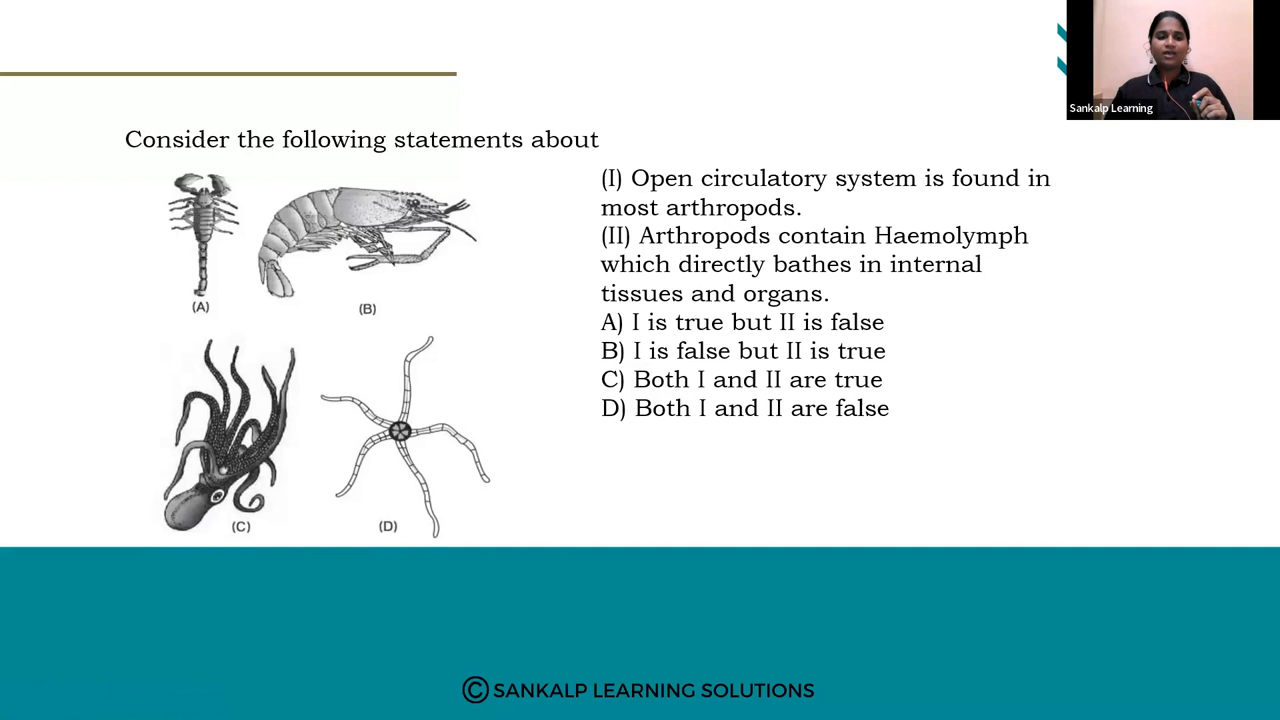 Sankalp Learning
Consider the following statements about
(A)
(B)
(C)
(D)
(I) Open circulatory system is found in
most arthropods.
(II) Arthropods contain Haemolymph
which directly bathes in internal
tissues and organs.
A) I is true but II is false
B) I is false but II is true
C) Both I and II are true
D) Both I and II are false
© SANKALP LEARNING SOLUTIONS